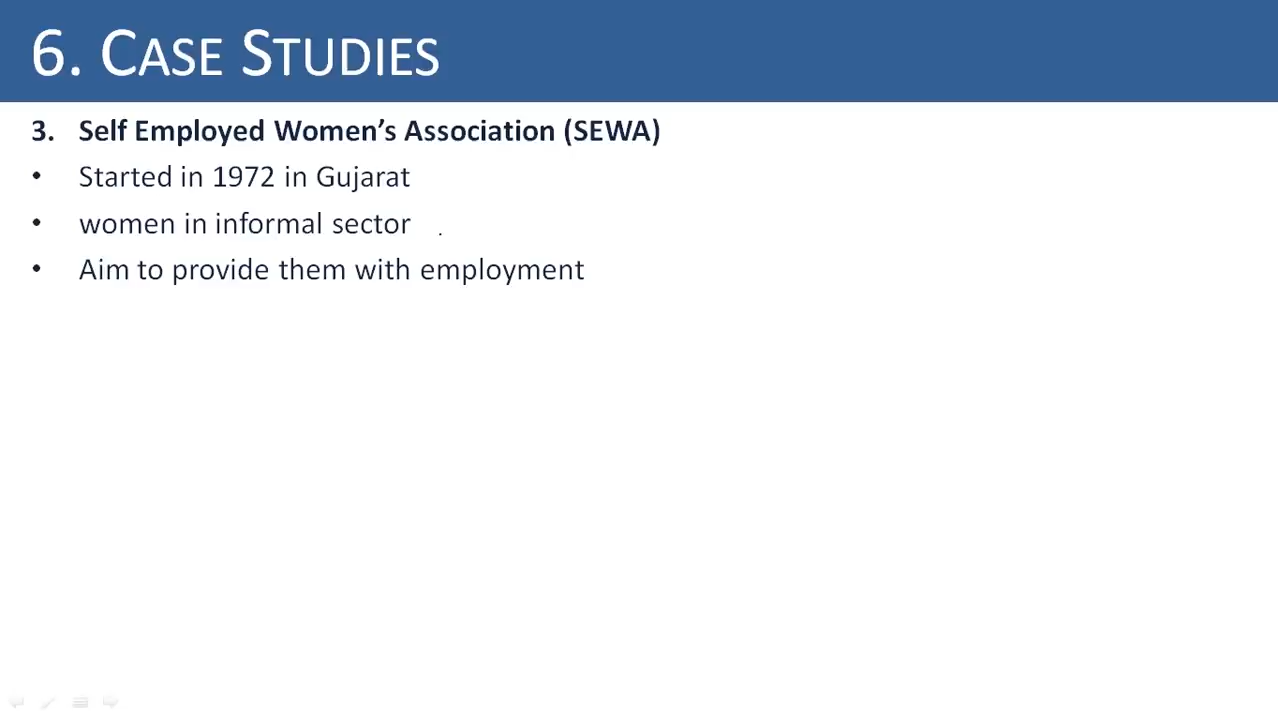 6. CASE STUDIES
3. Self Employed Women's Association (SEWA)
• Started in 1972 in Gujarat
• women in informal sector
• Aim to provide them with employment